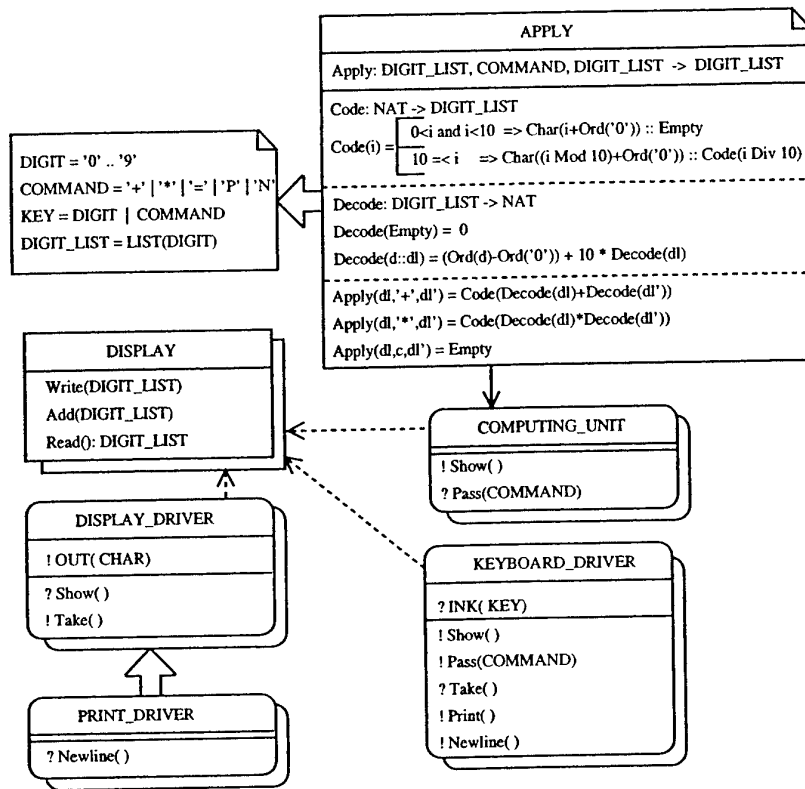 APPLY
Apply: DIGIT_LIST, COMMAND, DIGIT_LIST -> DIGIT_LIST
Code: NAT -> DIGIT_LIST
Code(i) =
0<i and i<10 => Char(i+Ord('0')) :: Empty
10 =< i => Char((i Mod 10)+Ord('0')) :: Code(i Div 10)
Decode: DIGIT_LIST -> NAT
Decode(Empty) = 0
Decode(d::dl) = (Ord(d)-Ord('0')) + 10 * Decode(dl)
Apply(dl,'+',dl') = Code(Decode(dl)+Decode(dl'))
Apply(dl,'*',dl') = Code(Decode(dl)*Decode(dl'))
Apply(dl,c,dl') = Empty
DIGIT = '0' .. '9'
COMMAND = '+' | '*' | '=' | 'P' | 'N'
KEY = DIGIT | COMMAND
DIGIT_LIST = LIST(DIGIT)
DISPLAY
Write(DIGIT_LIST)
Add(DIGIT_LIST)
Read(): DIGIT_LIST
COMPUTING_UNIT
! Show( )
? Pass(COMMAND)
DISPLAY_DRIVER
! OUT( CHAR)
? Show( )
! Take( )
KEYBOARD_DRIVER
? INK( KEY)
! Show( )
! Pass(COMMAND)
? Take( )
! Print( )
! Newline( )
PRINT_DRIVER
? Newline( )